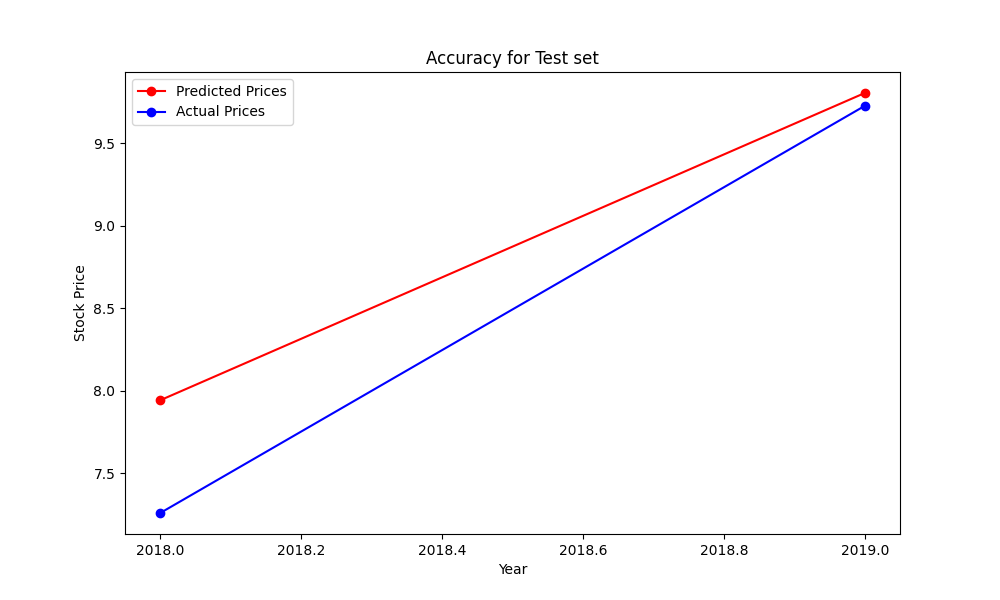 Accuracy for Test set
Predicted Prices
Actual Prices
Stock Price
9.5
9.0
8.5
8.0
7.5
2018.0
2018.2
2018.4
2018.6
2018.8
2019.0
Year